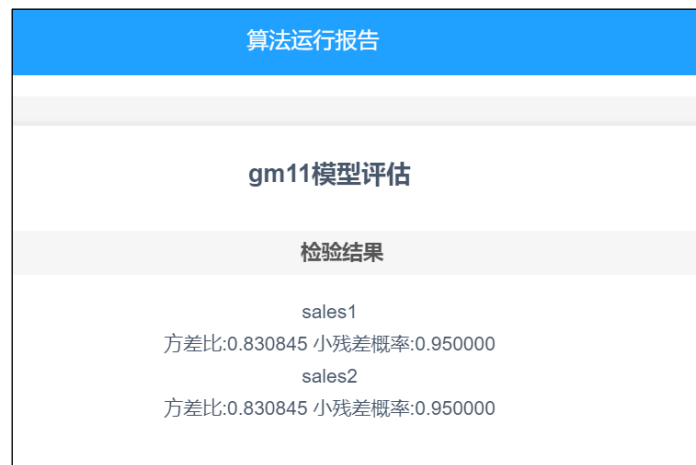 算法运行报告
gm11模型评估
检验结果
sales1
方差比:0.830845 小残差概率:0.950000
sales2
方差比:0.830845 小残差概率:0.950000